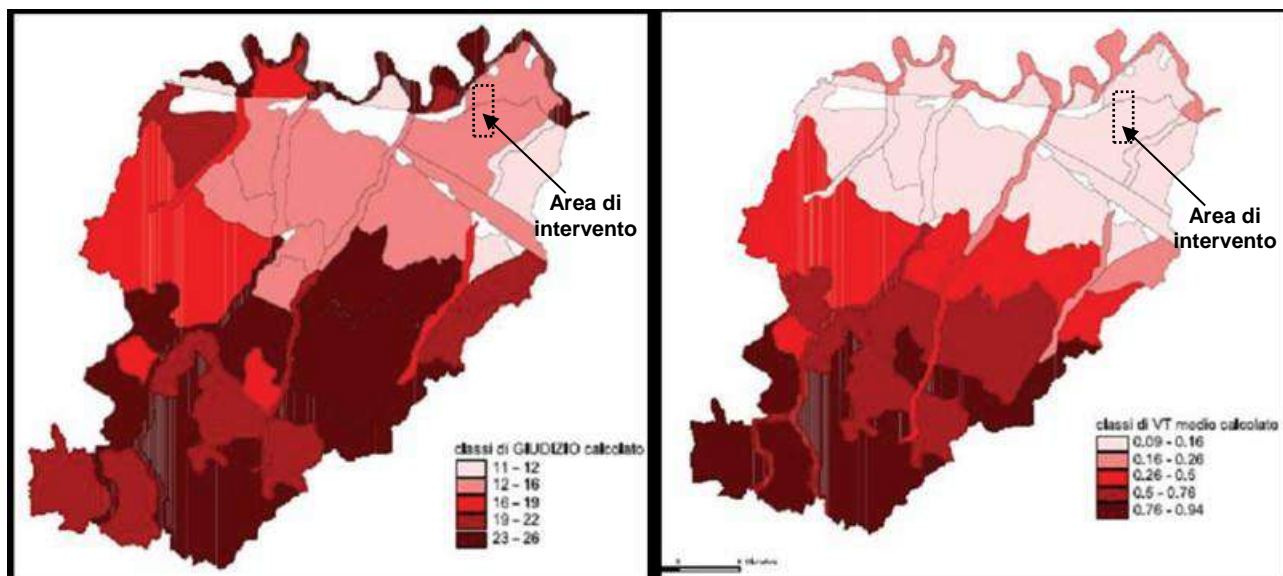 Area di
intervento
classi di GIUDIZIO calcolato
11 – 12
12 – 16
16 – 19
19 – 22
23 – 26
Area di
intervento
classi di VT medio calcolato
0.09 - 0.16
0.16 - 0.26
0.26 - 0.5
0.5 - 0.76
0.76 - 0.94